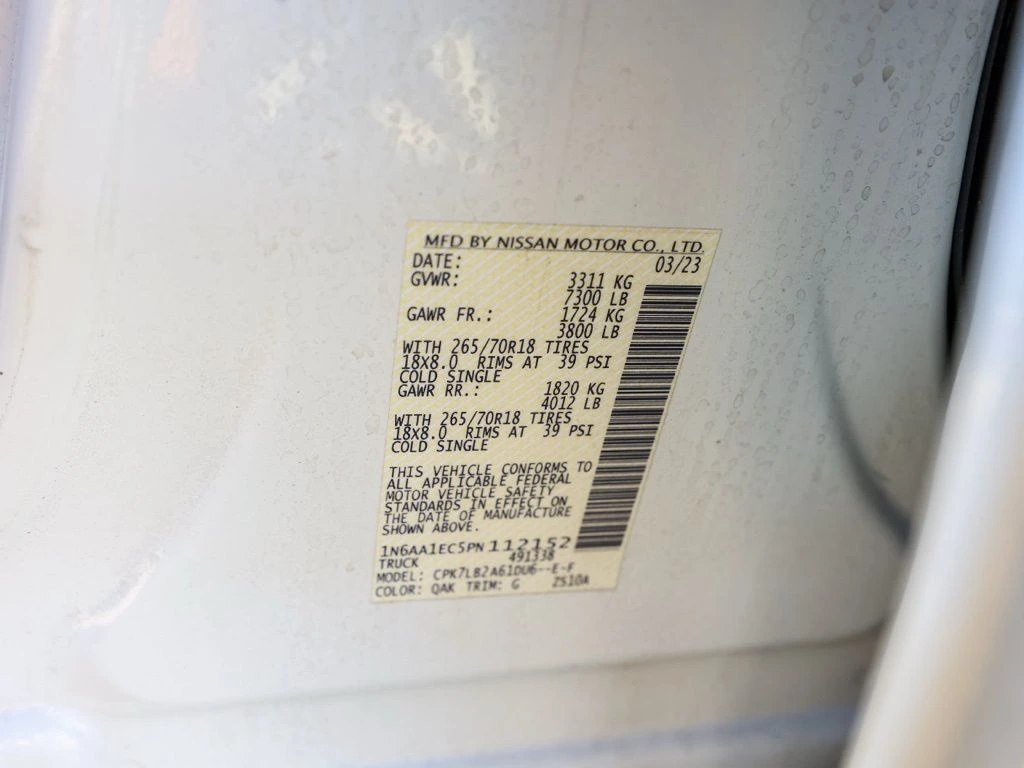 MFD BY NISSAN MOTOR CO., LTD.
DATE: 03/23
GVWR: 3311 KG
7300 LB
GAWR FR.: 1724 KG
3800 LB
WITH 265/70R18 TIRES
18X8.0 RIMS AT 39 PSI
COLD SINGLE
GAWR RR.: 1820 KG
4012 LB
WITH 265/70R18 TIRES
18X8.0 RIMS AT 39 PSI
COLD SINGLE
THIS VEHICLE CONFORMS TO
ALL APPLICABLE FEDERAL
MOTOR VEHICLE SAFETY
STANDARDS IN EFFECT ON
THE DATE OF MANUFACTURE
SHOWN ABOVE.
1N6AA1EC5PN112152
TRUCK 491338
MODEL: CPK7LB2A61DU6--E-F
COLOR: QAK TRIM: G ZS10A